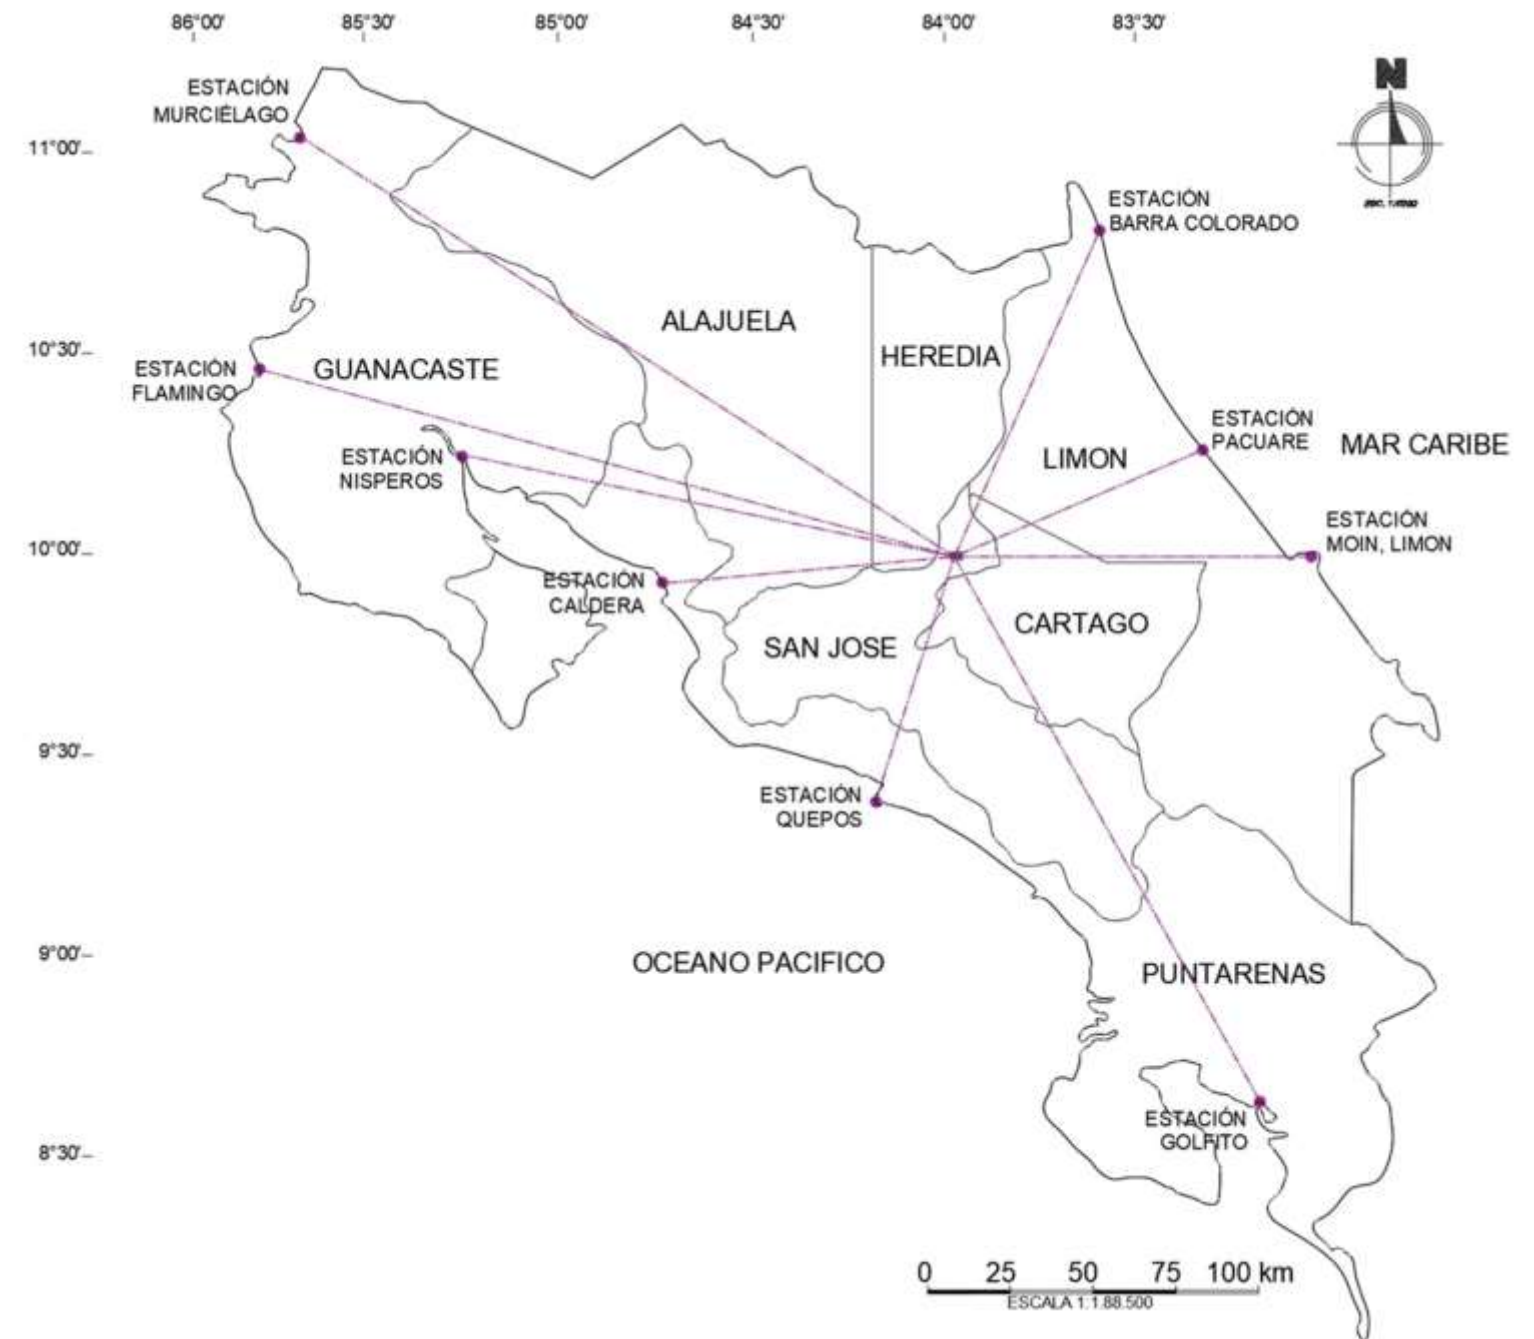 86°00'
85°30'
85°00'
84°30'
84°00'
83°30'
N
ESTACIÓN
MURCIÉLAGO
11°00'
ESTACIÓN
BARRA COLORADO
ALAJUELA
HEREDIA
10°30'
ESTACIÓN
FLAMINGO
GUANACASTE
ESTACIÓN
PACUARE
MAR CARIBE
LIMON
ESTACIÓN
NISPEROS
ESTACIÓN
MOIN, LIMON
10°00'
ESTACIÓN
CALDERA
CARTAGO
SAN JOSE
9°30'
ESTACIÓN
QUEPOS
9°00'
OCEANO PACIFICO
PUNTARENAS
ESTACIÓN
GOLFITO
8°30'
0 25 50 75 100 km
ESCALA 1:1.88.500